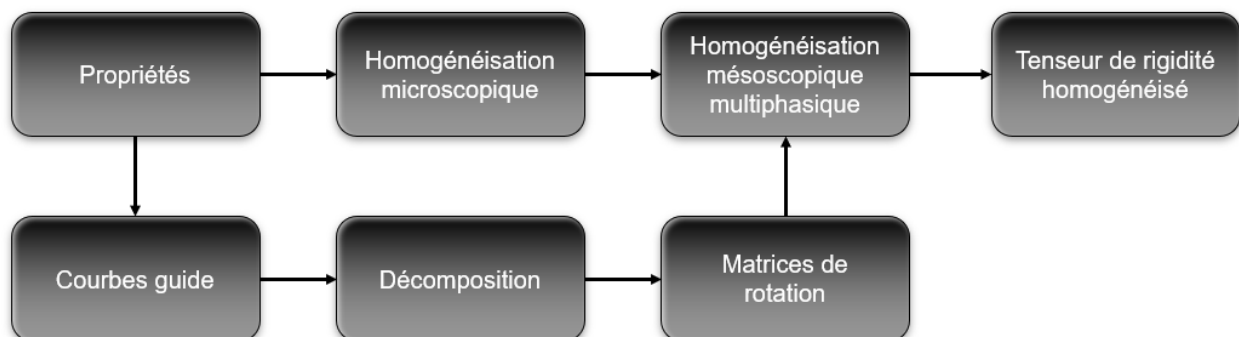 Propriétés
Homogénéisation
microscopique
Homogénéisation
mésoscopique
multiphasique
Tenseur de rigidité
homogénéisé
Courbes guide
Décomposition
Matrices de
rotation